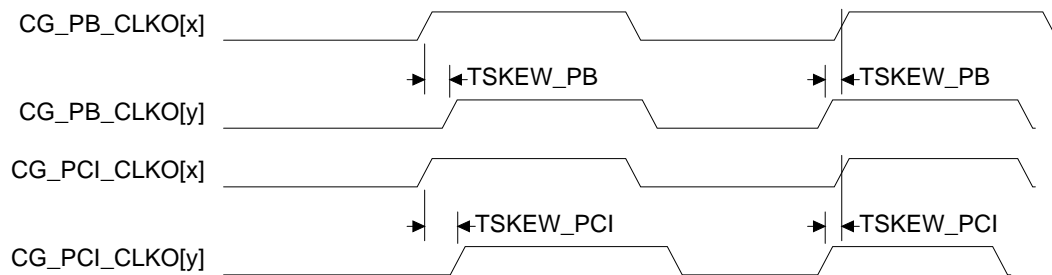 CG_PB_CLKO[x]
TSKEW_PB TSKEW_PB
CG_PB_CLKO[y]
CG_PCI_CLKO[x]
TSKEW_PCI TSKEW_PCI
CG_PCI_CLKO[y]